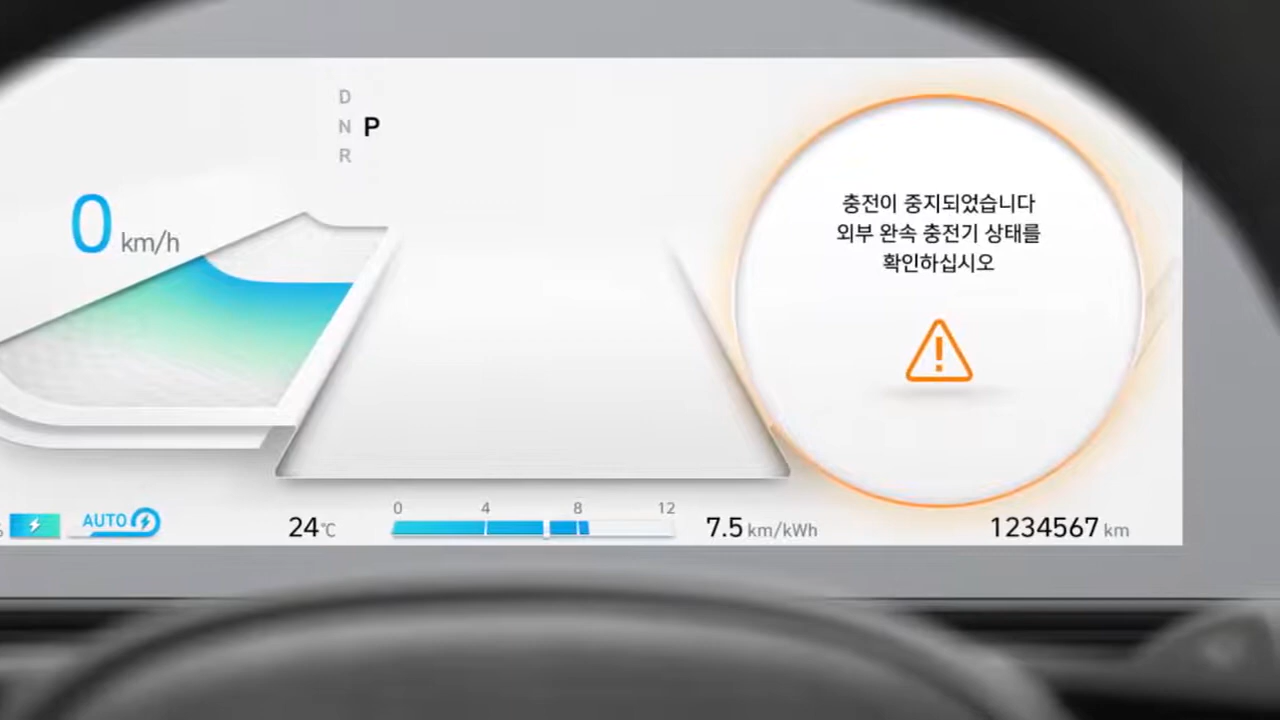 D
N P
R
0 km/h
충전이 중지되었습니다
외부 완속 충전기 상태를
확인하십시오
0 4 8 12
% AUTO 24℃ 7.5 km/kWh 1234567 km